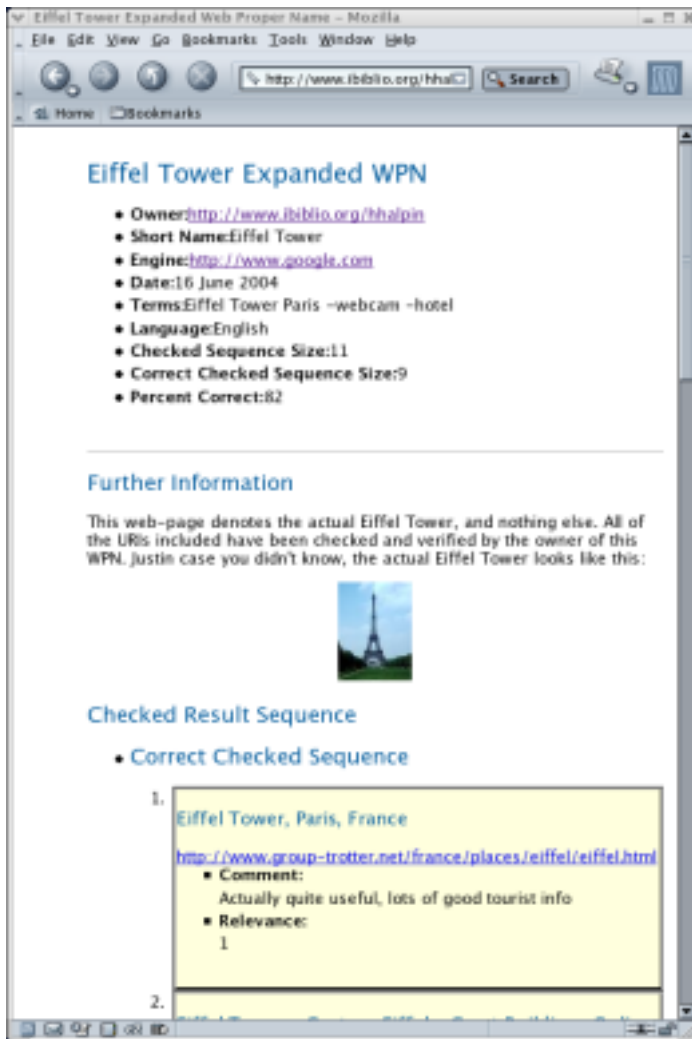 Eiffel Tower Expanded Web Proper Name - Mozilla
File Edit View Go Bookmarks Tools Window Help
http://www.ibiblio.org/hhal Search
Home Bookmarks
Eiffel Tower Expanded WPN
• Owner:http://www.ibiblio.org/hhalpin
• Short Name:Eiffel Tower
• Engine:http://www.google.com
• Date:16 June 2004
• Terms:Eiffel Tower Paris -webcam -hotel
• Language:English
• Checked Sequence Size:11
• Correct Checked Sequence Size:9
• Percent Correct:82
Further Information
This web-page denotes the actual Eiffel Tower, and nothing else. All of
the URIs included have been checked and verified by the owner of this
WPN. Justin case you didn't know, the actual Eiffel Tower looks like this:
Checked Result Sequence
• Correct Checked Sequence
1.
Eiffel Tower, Paris, France
http://www.group-trotter.net/france/places/eiffel/eiffel.html
▪ Comment:
Actually quite useful, lots of good tourist info
▪ Relevance:
1
2.